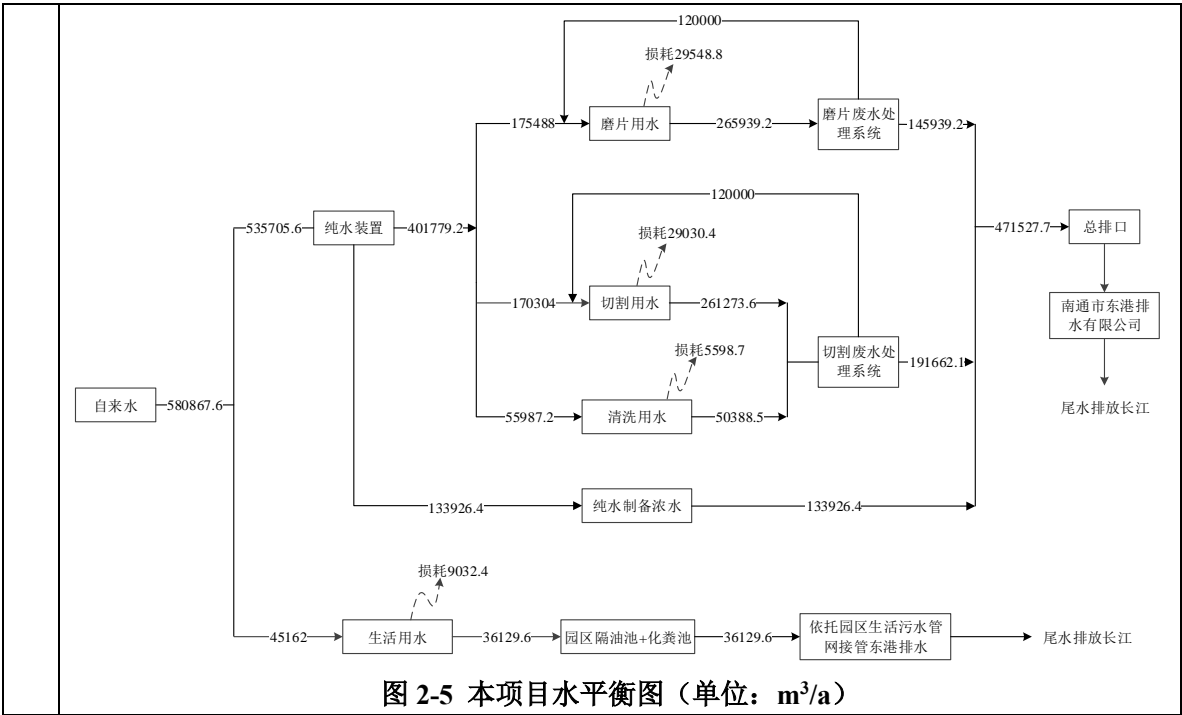 120000
损耗29548.8
175488
磨片用水
265939.2
磨片废水处
理系统
145939.2
120000
535705.6
纯水装置
401779.2
损耗29030.4
471527.7
总排口
170304
切割用水
261273.6
南通市东港排
水有限公司
损耗5598.7
切割废水处
理系统
191662.1
自来水
580867.6
55987.2
清洗用水
50388.5
尾水排放长江
133926.4
纯水制备浓水
133926.4
损耗9032.4
45162
生活用水
36129.6
园区隔油池+化粪池
36129.6
依托园区生活污水管
网接管东港排水
尾水排放长江
图 2-5 本项目水平衡图（单位：m³/a）